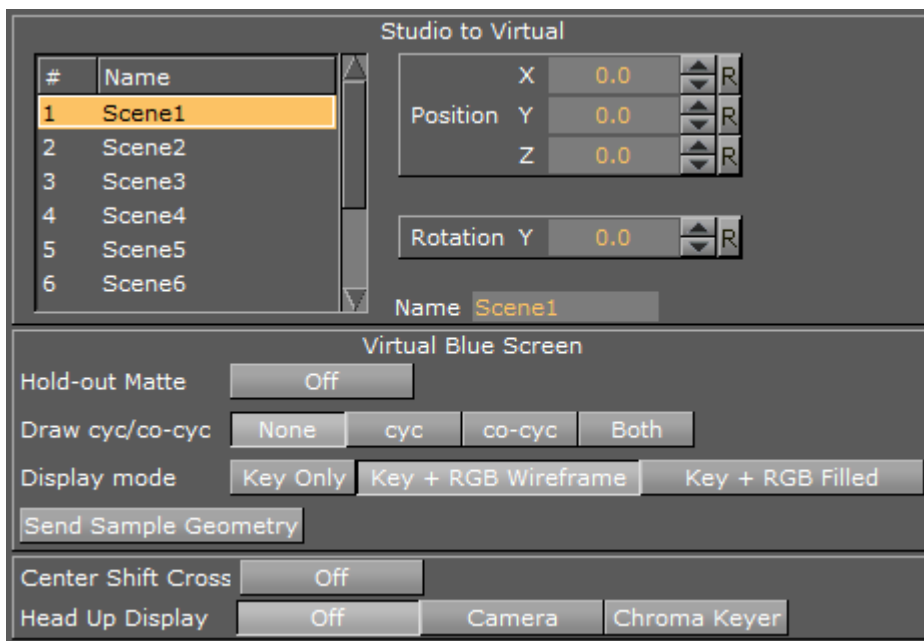 Studio to Virtual
# Name
1 Scene1
2 Scene2
3 Scene3
4 Scene4
5 Scene5
6 Scene6
X 0.0 R
Position Y 0.0 R
Z 0.0 R
Rotation Y 0.0 R
Name Scene1
Virtual Blue Screen
Hold-out Matte Off
Draw cyc/co-cyc None cyc co-cyc Both
Display mode Key Only Key + RGB Wireframe Key + RGB Filled
Send Sample Geometry
Center Shift Cross Off
Head Up Display Off Camera Chroma Keyer